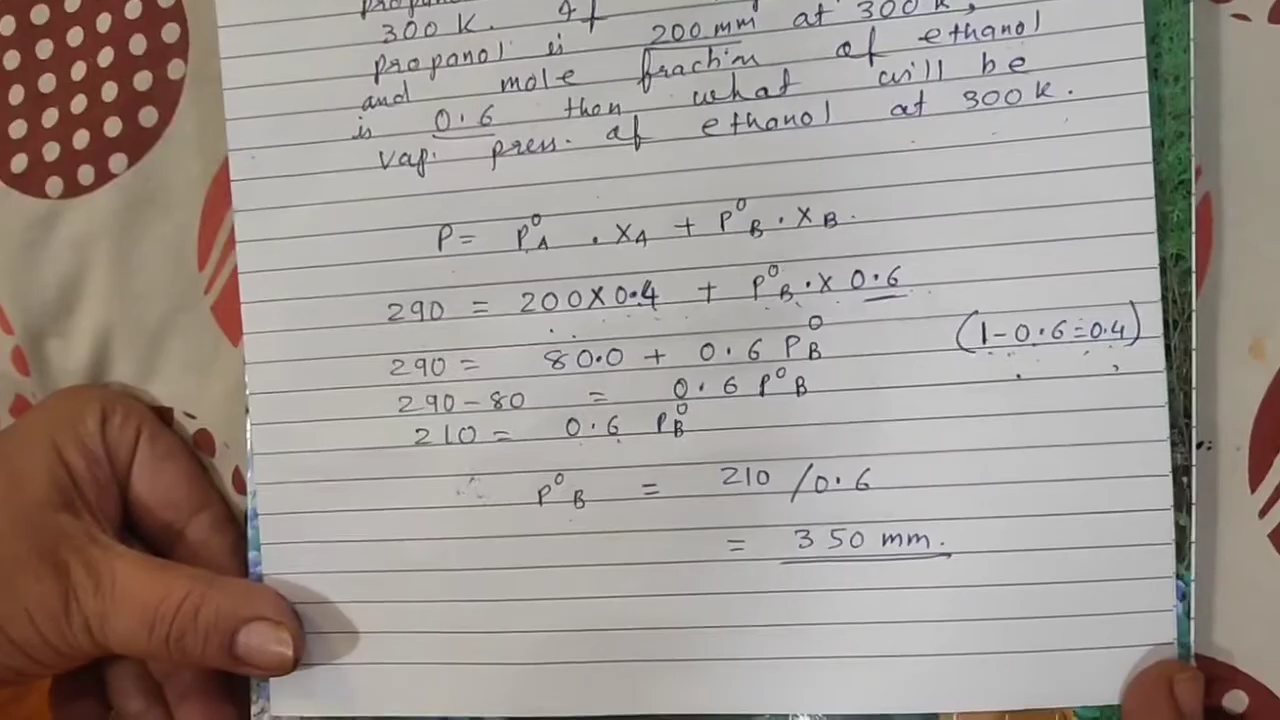 300 K. If
propanol is 200 mm at 300 K,
and mole fraction of ethanol
is 0.6 then what will be
vap. press. of ethanol at 300 K.
P = P°A . XA + P°B . XB.
290 = 200 X 0.4 + P°B . X 0.6
290 = 80.0 + 0.6 P°B (1 - 0.6 = 0.4)
290 - 80 = 0.6 P°B
210 = 0.6 P°B
P°B = 210 / 0.6
= 350 mm.